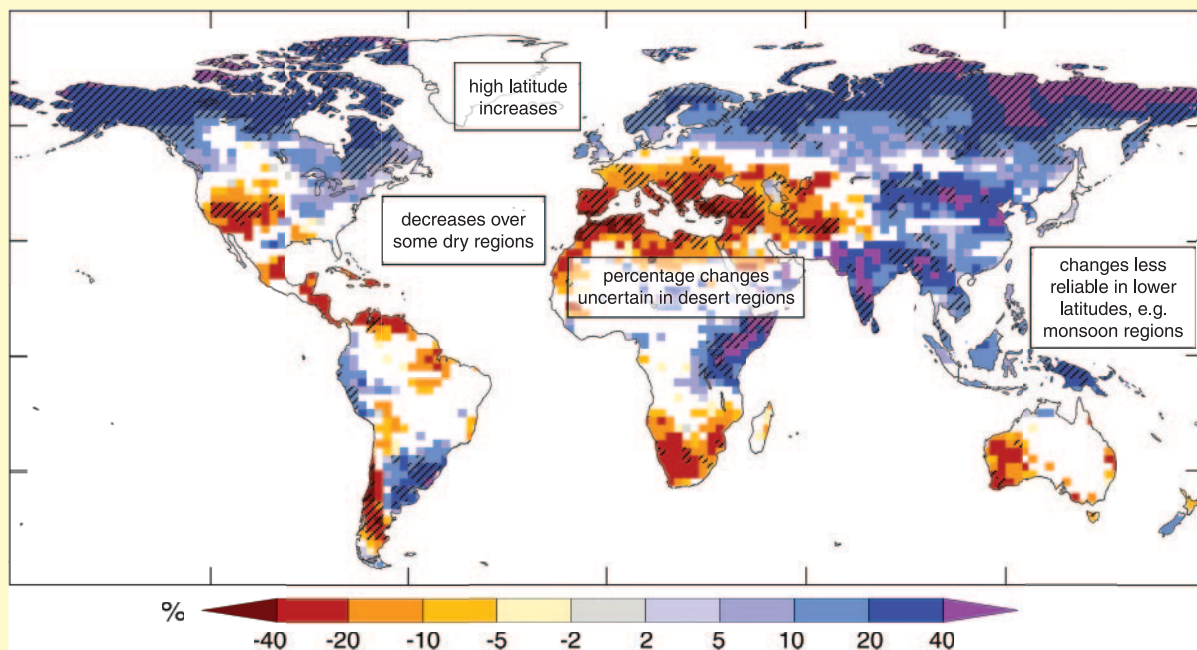 high latitude
increases
decreases over
some dry regions
percentage changes
uncertain in desert regions
changes less
reliable in lower
latitudes, e.g.
monsoon regions
%
-40 -20 -10 -5 -2 2 5 10 20 40